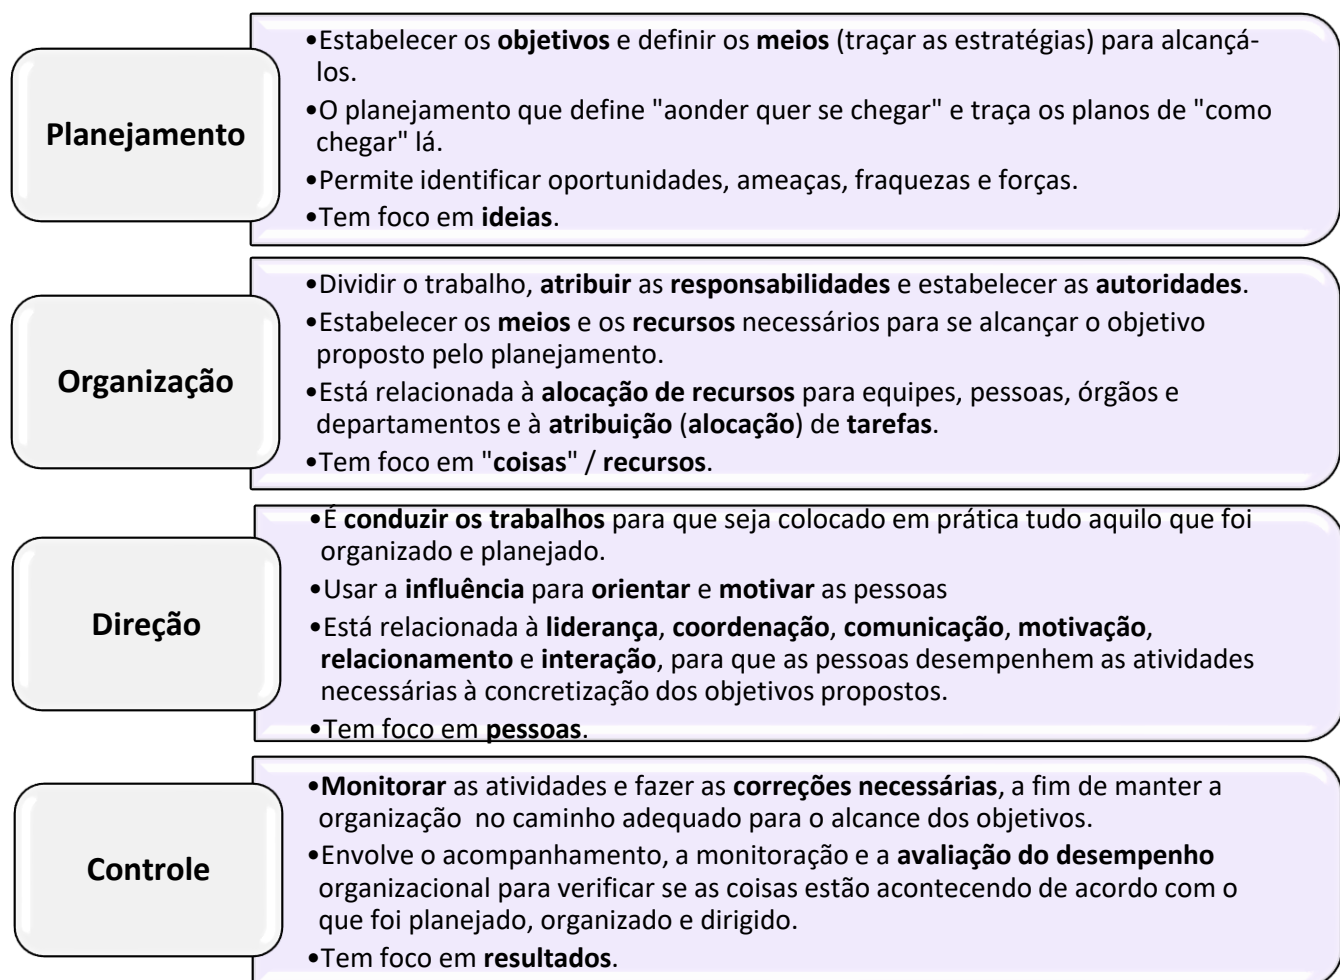 Planejamento
•Estabelecer os objetivos e definir os meios (traçar as estratégias) para alcançá-
los.
•O planejamento que define "aonder quer se chegar" e traça os planos de "como
chegar" lá.
•Permite identificar oportunidades, ameaças, fraquezas e forças.
•Tem foco em ideias.
Organização
•Dividir o trabalho, atribuir as responsabilidades e estabelecer as autoridades.
•Estabelecer os meios e os recursos necessários para se alcançar o objetivo
proposto pelo planejamento.
•Está relacionada à alocação de recursos para equipes, pessoas, órgãos e
departamentos e à atribuição (alocação) de tarefas.
•Tem foco em "coisas" / recursos.
Direção
•É conduzir os trabalhos para que seja colocado em prática tudo aquilo que foi
organizado e planejado.
•Usar a influência para orientar e motivar as pessoas
•Está relacionada à liderança, coordenação, comunicação, motivação,
relacionamento e interação, para que as pessoas desempenhem as atividades
necessárias à concretização dos objetivos propostos.
•Tem foco em pessoas.
Controle
•Monitorar as atividades e fazer as correções necessárias, a fim de manter a
organização no caminho adequado para o alcance dos objetivos.
•Envolve o acompanhamento, a monitoração e a avaliação do desempenho
organizacional para verificar se as coisas estão acontecendo de acordo com o
que foi planejado, organizado e dirigido.
•Tem foco em resultados.